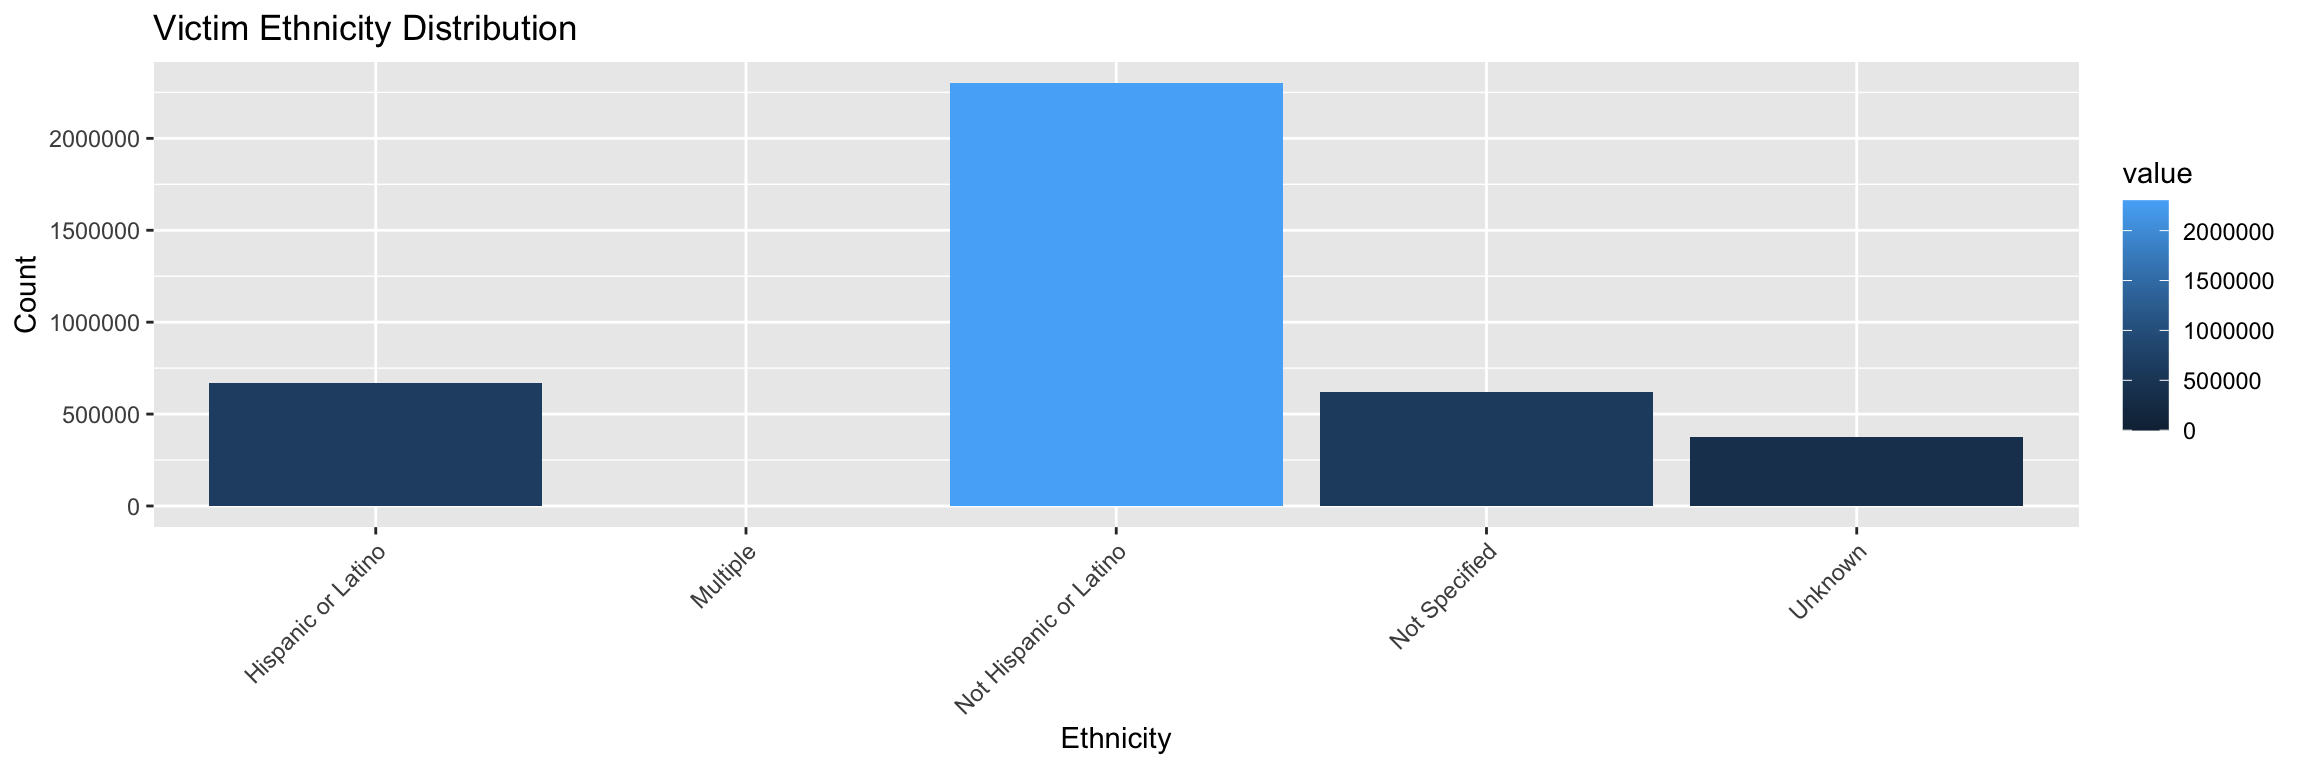 Victim Ethnicity Distribution
Count
2000000
1500000
1000000
500000
0
Hispanic or Latino
Multiple
Not Hispanic or Latino
Not Specified
Unknown
Ethnicity
value
2000000
1500000
1000000
500000
0